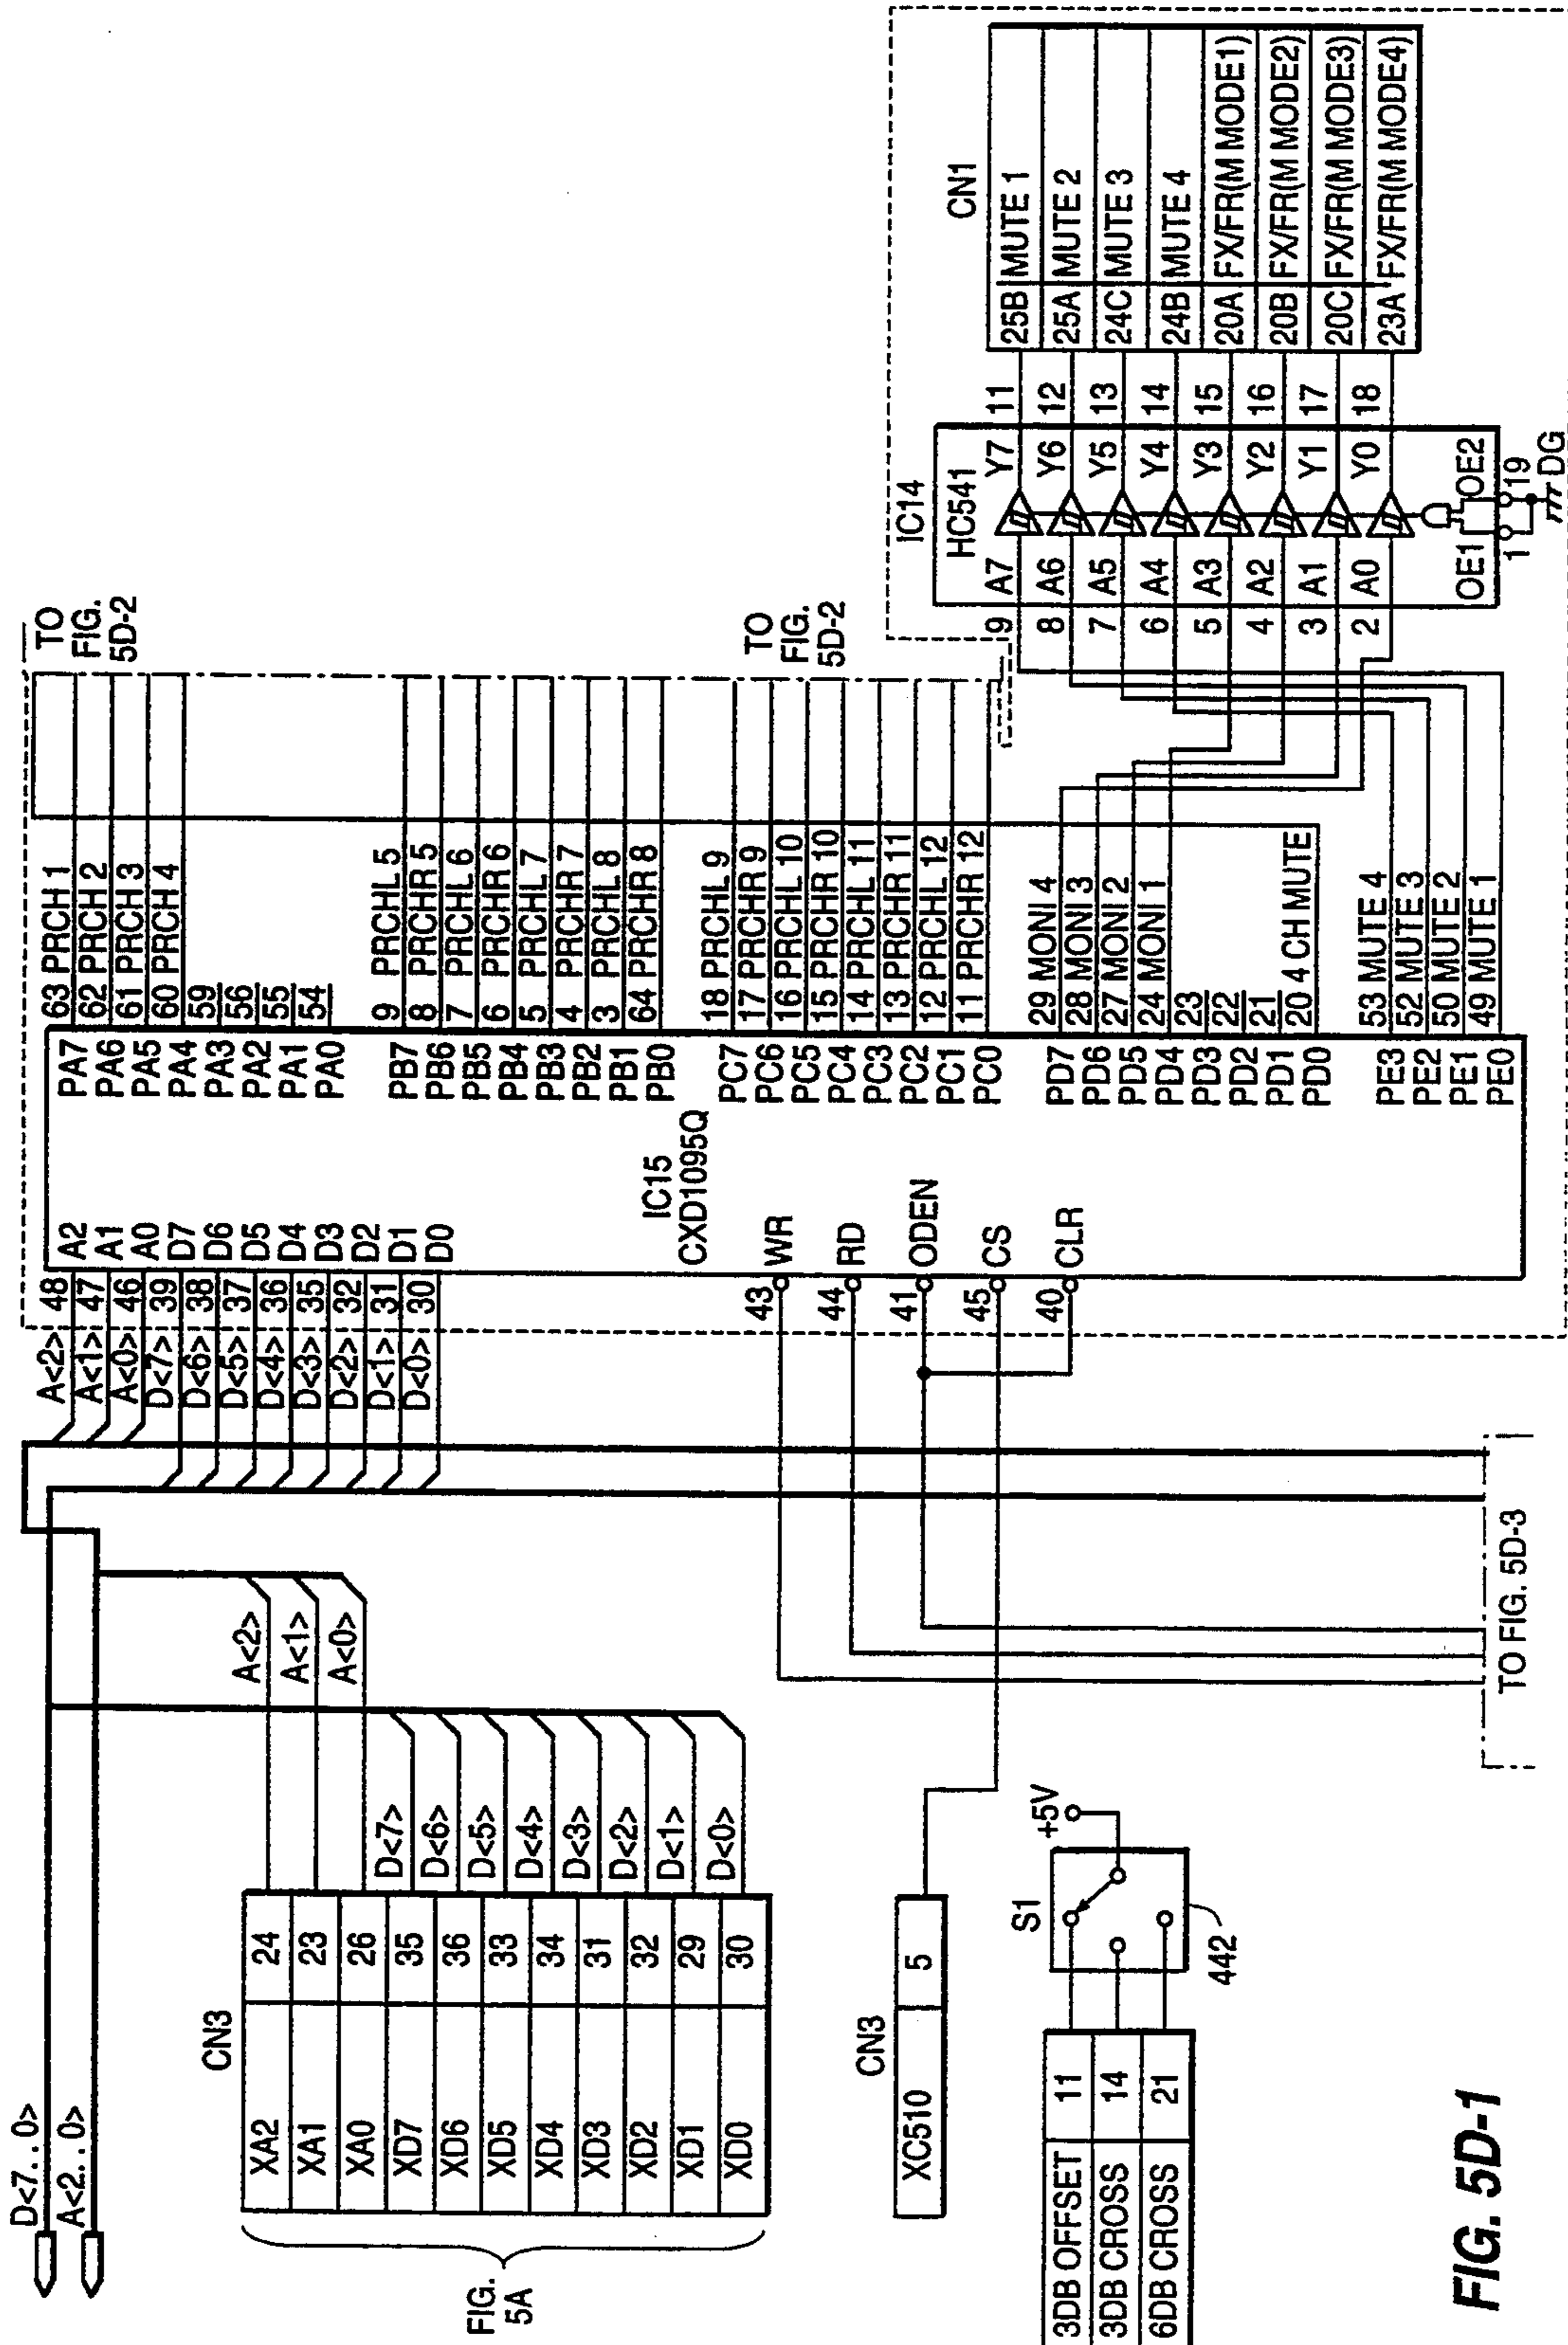 D<7..0>
A<2..0>
FIG.
5A
CN3
XA2 24 A<2>
XA1 23 A<1>
XA0 26 A<0>
XD7 35 D<7>
XD6 36 D<6>
XD5 33 D<5>
XD4 34 D<4>
XD3 31 D<3>
XD2 32 D<2>
XD1 29 D<1>
XD0 30 D<0>
CN3
XC510 5
S1
+5V
442
3DB OFFSET 11
3DB CROSS 14
6DB CROSS 21
FIG. 5D-1
TO FIG. 5D-3
A<2> 48 A2
A<1> 47 A1
A<0> 46 A0
D<7> 39 D7
D<6> 38 D6
D<5> 37 D5
D<4> 36 D4
D<3> 35 D3
D<2> 32 D2
D<1> 31 D1
D<0> 30 D0
IC15
CXD1095Q
43 WR
44 RD
41 ODEN
45 CS
40 CLR
PA7 63 PRCH 1
PA6 62 PRCH 2
PA5 61 PRCH 3
PA4 60 PRCH 4
PA3 59
PA2 56
PA1 55
PA0 54
PB7 9 PRCHL 5
PB6 8 PRCHR 5
PB5 7 PRCHL 6
PB4 6 PRCHR 6
PB3 5 PRCHL 7
PB2 4 PRCHR 7
PB1 3 PRCHL 8
PB0 64 PRCHR 8
PC7 18 PRCHL 9
PC6 17 PRCHR 9
PC5 16 PRCHL 10
PC4 15 PRCHR 10
PC3 14 PRCHL 11
PC2 13 PRCHR 11
PC1 12 PRCHL 12
PC0 11 PRCHR 12
PD7 29 MONI 4
PD6 28 MONI 3
PD5 27 MONI 2
PD4 24 MONI 1
PD3 23
PD2 22
PD1 21
PD0 20 4 CH MUTE
PE3 53 MUTE 4
PE2 52 MUTE 3
PE1 50 MUTE 2
PE0 49 MUTE 1
TO
FIG.
5D-2
TO
FIG.
5D-2
IC14
HC541
9 A7 Y7 11
8 A6 Y6 12
7 A5 Y5 13
6 A4 Y4 14
5 A3 Y3 15
4 A2 Y2 16
3 A1 Y1 17
2 A0 Y0 18
OE1 OE2
1 19
DG
CN1
25B MUTE 1
25A MUTE 2
24C MUTE 3
24B MUTE 4
20A FX/FR(M MODE1)
20B FX/FR(M MODE2)
20C FX/FR(M MODE3)
23A FX/FR(M MODE4)